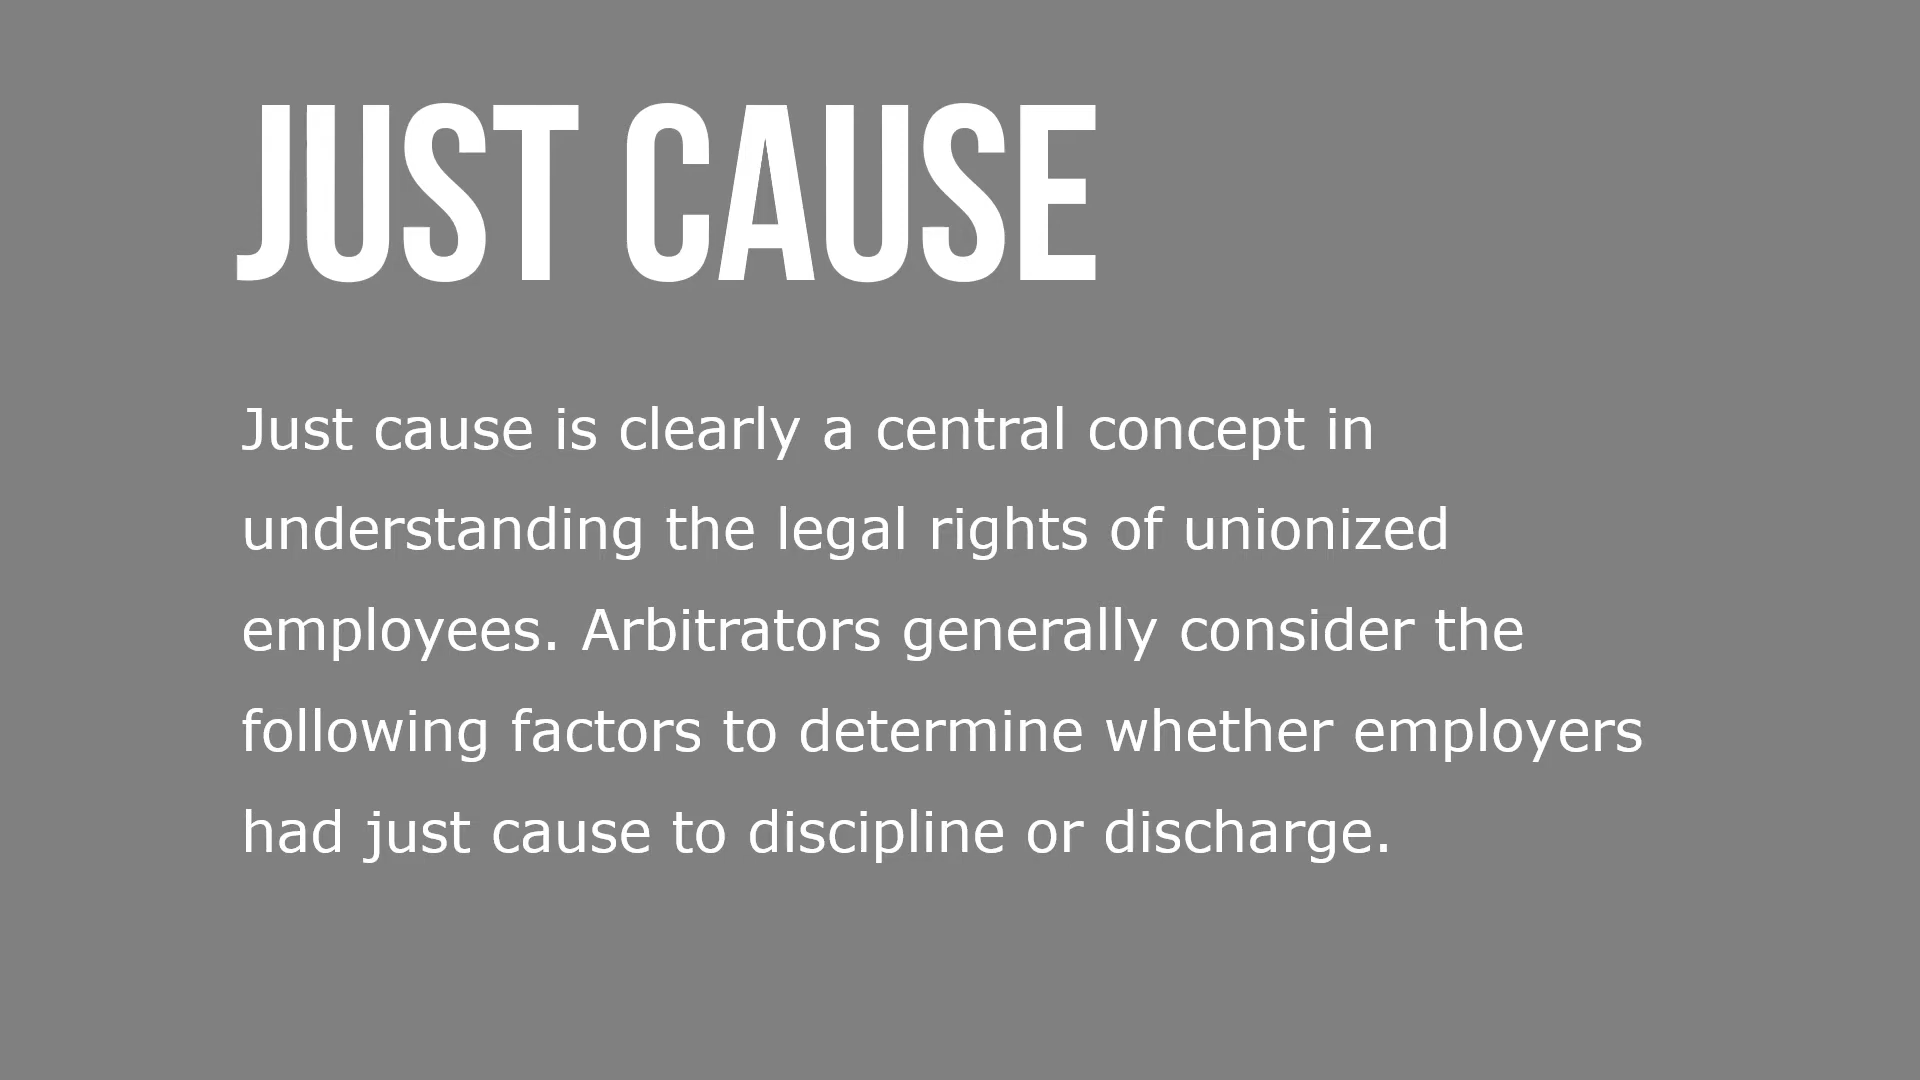 JUST CAUSE
Just cause is clearly a central concept in
understanding the legal rights of unionized
employees. Arbitrators generally consider the
following factors to determine whether employers
had just cause to discipline or discharge.